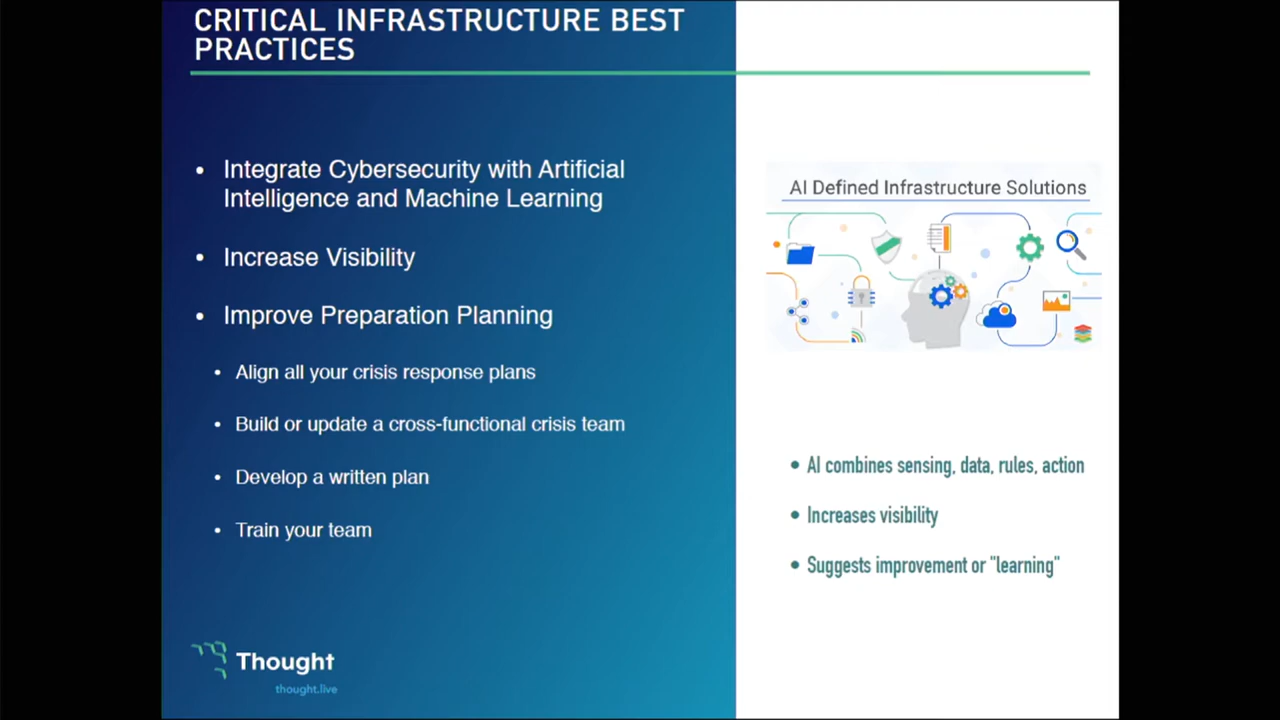 CRITICAL INFRASTRUCTURE BEST
PRACTICES
• Integrate Cybersecurity with Artificial
Intelligence and Machine Learning
• Increase Visibility
• Improve Preparation Planning
• Align all your crisis response plans
• Build or update a cross-functional crisis team
• Develop a written plan
• Train your team
Thought
thought.live
AI Defined Infrastructure Solutions
• AI combines sensing, data, rules, action
• Increases visibility
• Suggests improvement or "learning"